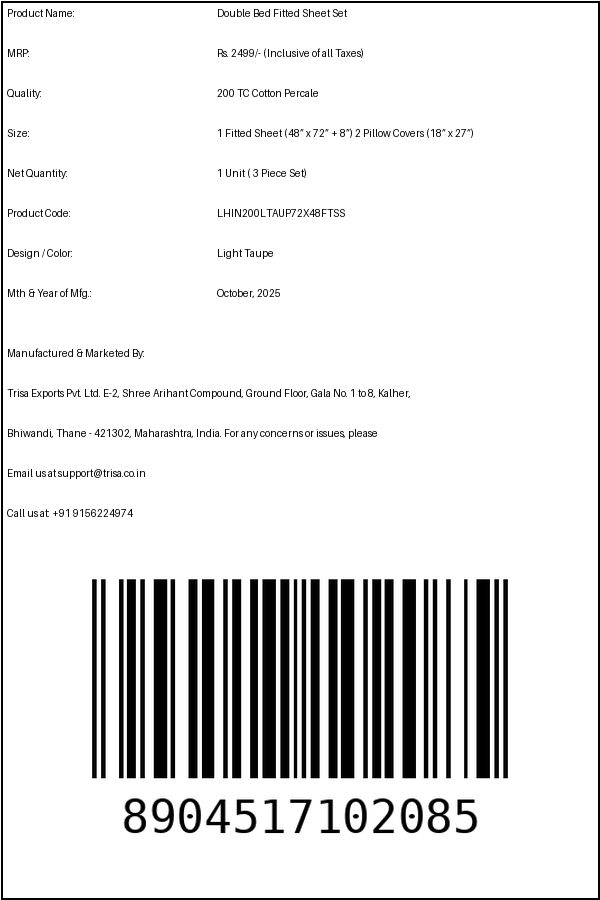 Product Name: Double Bed Fitted Sheet Set
MRP: Rs. 2499/- (Inclusive of all Taxes)
Quality: 200 TC Cotton Percale
Size: 1 Fitted Sheet (48” x 72” + 8”) 2 Pillow Covers (18” x 27”)
Net Quantity: 1 Unit ( 3 Piece Set)
Product Code: LHIN200LTAUP72X48FTSS
Design / Color: Light Taupe
Mth & Year of Mfg.: October, 2025
Manufactured & Marketed By:
Trisa Exports Pvt. Ltd. E-2, Shree Arihant Compound, Ground Floor, Gala No. 1 to 8, Kalher,
Bhiwandi, Thane - 421302, Maharashtra, India. For any concerns or issues, please
Email us at support@trisa.co.in
Call us at: +91 9156224974
8904517102085